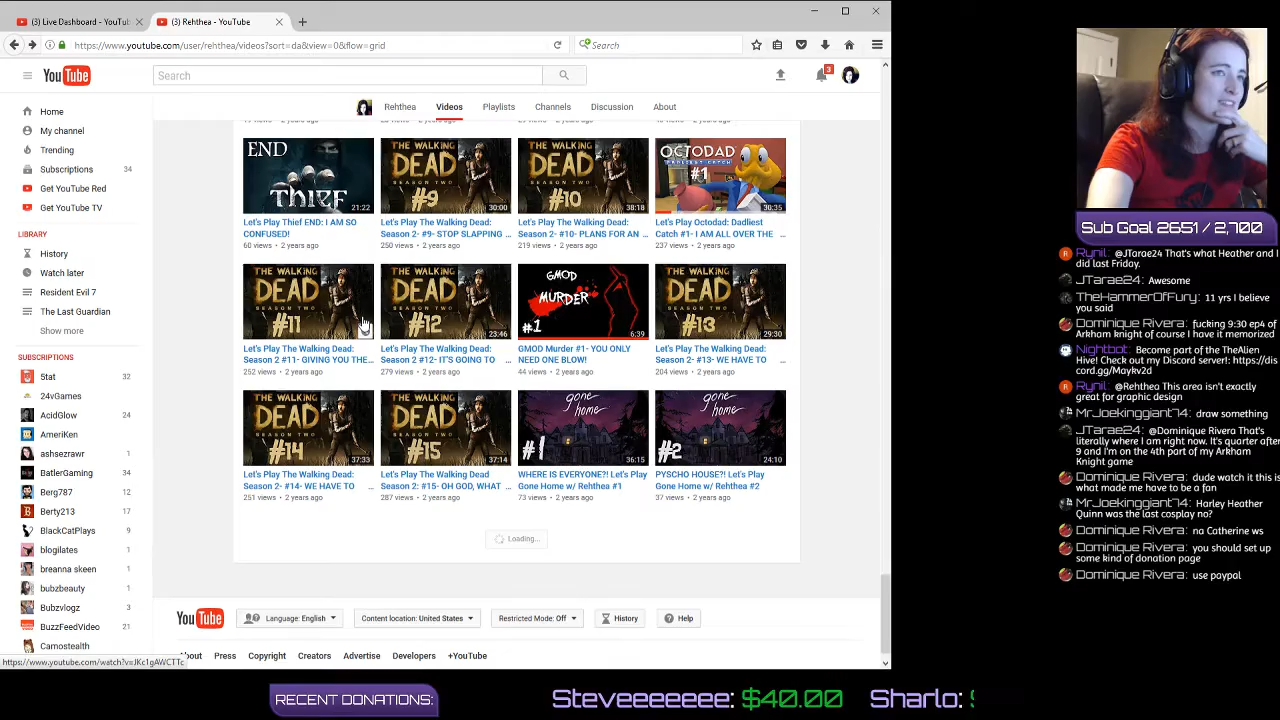 (3) Live Dashboard - YouTub
(3) Rehthea - YouTube
https://www.youtube.com/user/rehthea/videos?sort=da&view=0&flow=grid
Search
YouTube
Search
3
Rehthea Videos Playlists Channels Discussion About
Home
My channel
Trending
Subscriptions 34
Get YouTube Red
Get YouTube TV
LIBRARY
History
Watch later
Resident Evil 7
The Last Guardian
Show more
SUBSCRIPTIONS
5tat 32
24vGames
AcidGlow 24
AmeriKen
ashsezrawr 1
BatlerGaming 34
Berg787 12
Berty213 17
BlackCatPlays 9
blogilates 1
breanna skeen 1
bubzbeauty 1
Bubzvlogz 3
BuzzFeedVideo 21
Camostealth
https://www.youtube.com/watch?v=JKc1gAWCTTc
END
THIEF
21:22
Let's Play Thief END: I AM SO
CONFUSED!
60 views • 2 years ago
THE WALKING
DEAD
SEASON TWO
#9
30:00
Let's Play The Walking Dead:
Season 2- #9- STOP SLAPPING ...
250 views • 2 years ago
THE WALKING
DEAD
SEASON TWO
#10
38:18
Let's Play The Walking Dead:
Season 2- #10- PLANS FOR AN ...
219 views • 2 years ago
OCTODAD
DADLIEST CATCH
#1
30:35
Let's Play Octodad: Dadliest
Catch #1- I AM ALL OVER THE ...
237 views • 2 years ago
THE WALKING
DEAD
SEASON TWO
#11
Let's Play The Walking Dead:
Season 2 #11- GIVING YOU THE...
252 views • 2 years ago
THE WALKING
DEAD
SEASON TWO
#12
23:46
Let's Play The Walking Dead:
Season 2 #12- IT'S GOING TO ...
279 views • 2 years ago
GMOD
MURDER
#1
6:39
GMOD Murder #1- YOU ONLY
NEED ONE BLOW!
44 views • 2 years ago
THE WALKING
DEAD
SEASON TWO
#13
29:30
Let's Play The Walking Dead:
Season 2- #13- WE HAVE TO ...
204 views • 2 years ago
THE WALKING
DEAD
SEASON TWO
#14
37:33
Let's Play The Walking Dead:
Season 2- #14- WE HAVE TO ...
251 views • 2 years ago
THE WALKING
DEAD
SEASON TWO
#15
37:14
Let's Play The Walking Dead
Season 2: #15- OH GOD, WHAT ...
287 views • 2 years ago
gone
HOME
#1
36:15
WHERE IS EVERYONE?! Let's Play
Gone Home w/ Rehthea #1
73 views • 2 years ago
gone
HOME
#2
24:10
PYSCHO HOUSE?! Let's Play
Gone Home w/ Rehthea #2
37 views • 2 years ago
Loading...
YouTube
Language: English
Content location: United States
Restricted Mode: Off
History
Help
About Press Copyright Creators Advertise Developers +YouTube
Sub Goal 2651 / 2,700
Rynil: @JTarae24 That's what Heather and I
did last Friday.
JTarae24: Awesome
TheHammerOfFury: 11 yrs I believe
you said
Dominique Rivera: fucking 9:30 ep4 of
Arkham knight of course I have it memorized
Nightbot: Become part of the TheAlien
Hive! Check out my Discord server!: https://dis
cord.gg/Maykv2d
Rynil: @Rehthea This area isn't exactly
great for graphic design
MrJoekinggiant74: draw something
JTarae24: @Dominique Rivera That's
literally where I am right now. It's quarter after
9 and I'm on the 4th part of my Arkham
Knight game
Dominique Rivera: dude watch it this is
what made me have to be a fan
MrJoekinggiant74: Harley Heather
Quinn was the last cosplay no?
Dominique Rivera: na Catherine ws
Dominique Rivera: you should set up
some kind of donation page
Dominique Rivera: use paypal
RECENT DONATIONS:
Steveeeeeee: $40.00 Sharlo: